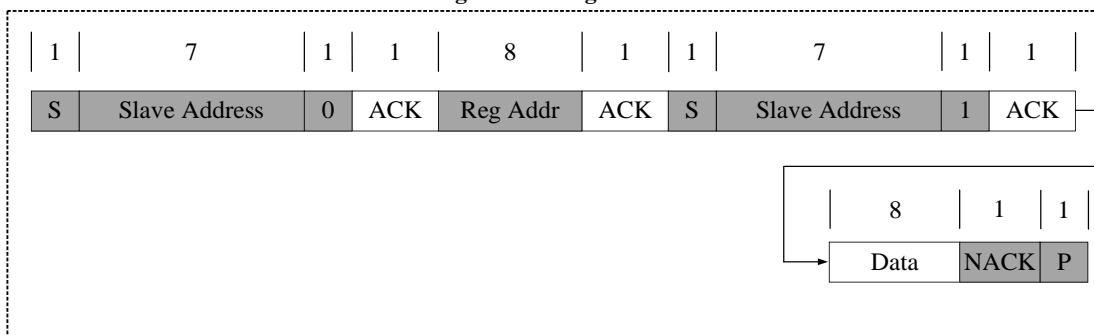 1 7 1 1 8 1 1 7 1 1
S Slave Address 0 ACK Reg Addr ACK S Slave Address 1 ACK
8 1 1
Data NACK P